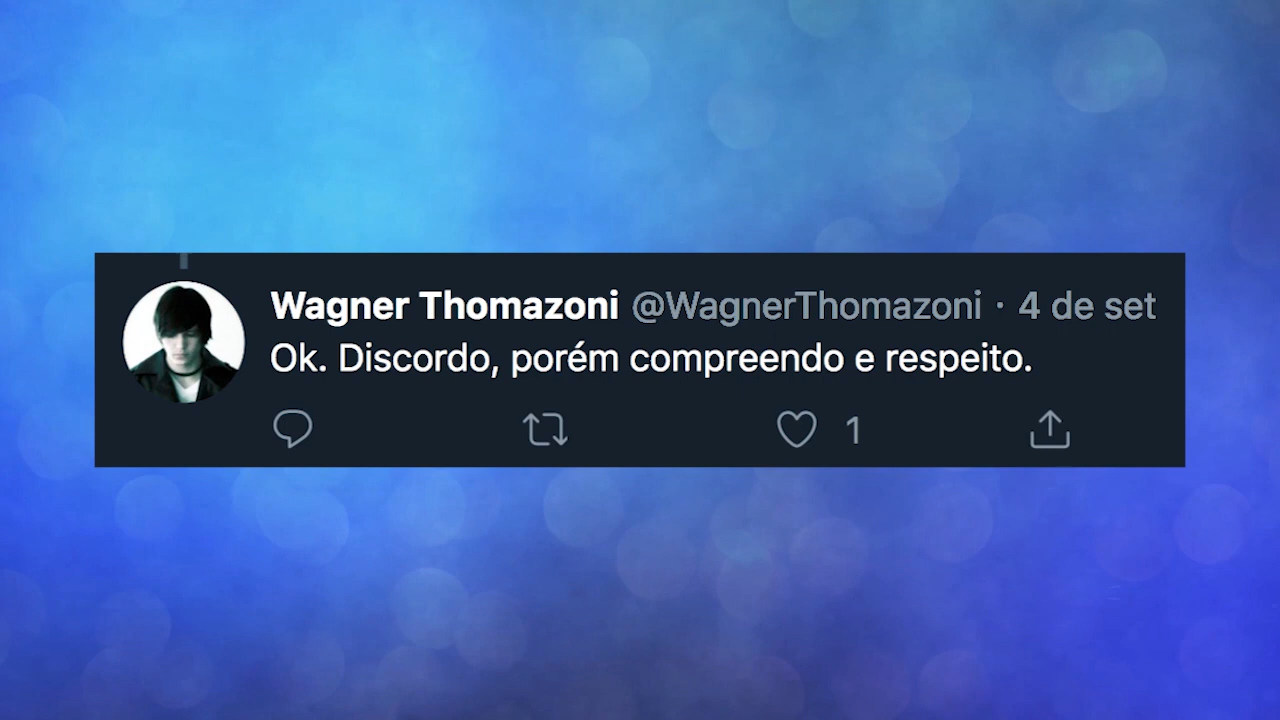 Wagner Thomazoni @WagnerThomazoni · 4 de set
Ok. Discordo, porém compreendo e respeito.
1